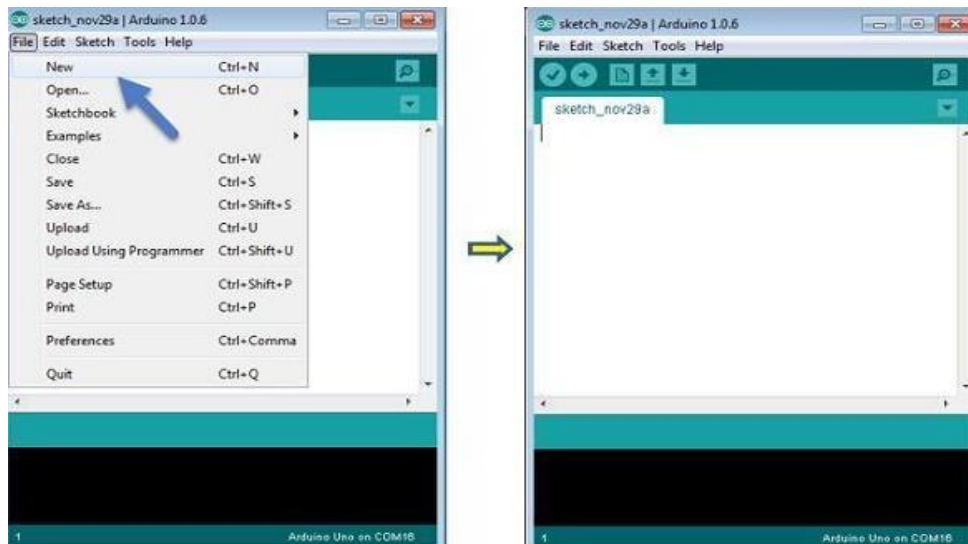 sketch_nov29a | Arduino 1.0.6
File Edit Sketch Tools Help
New Ctrl+N
Open... Ctrl+O
Sketchbook
Examples
Close Ctrl+W
Save Ctrl+S
Save As... Ctrl+Shift+S
Upload Ctrl+U
Upload Using Programmer Ctrl+Shift+U
Page Setup Ctrl+Shift+P
Print Ctrl+P
Preferences Ctrl+Comma
Quit Ctrl+Q
1 Arduino Uno on COM16
sketch_nov29a | Arduino 1.0.6
File Edit Sketch Tools Help
sketch_nov29a
1 Arduino Uno on COM16